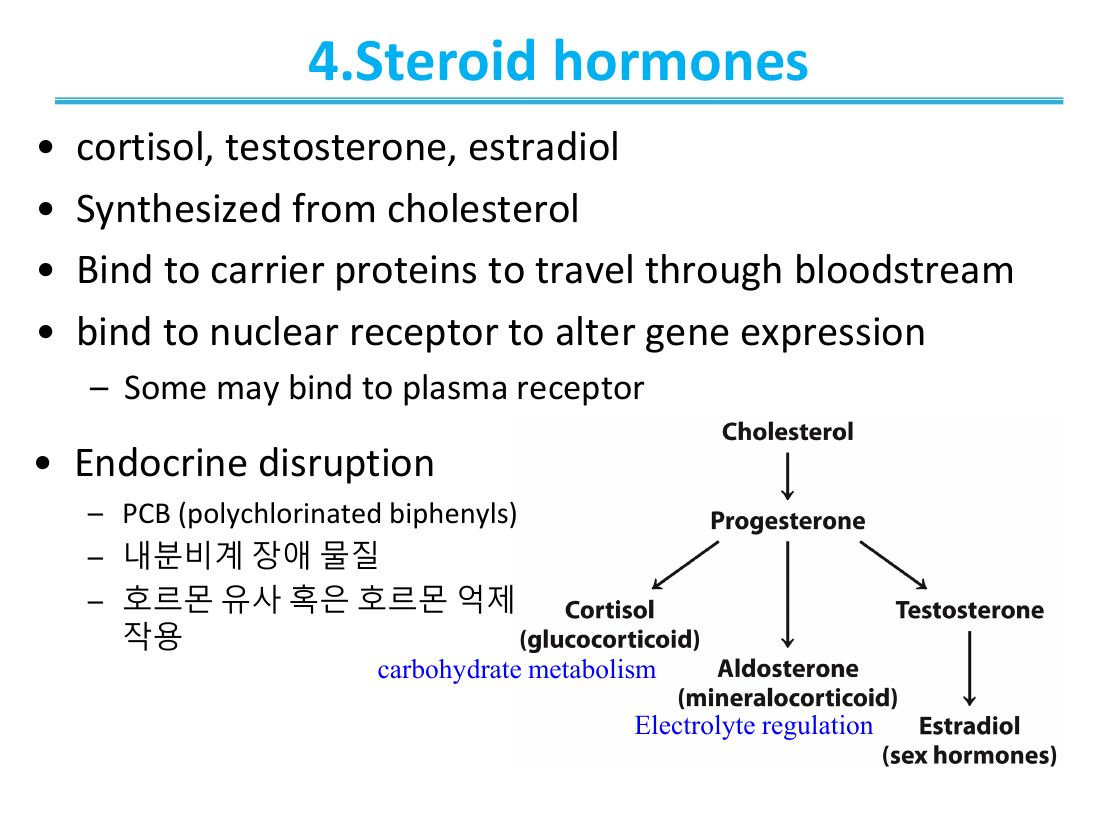 4.Steroid hormones
• cortisol, testosterone, estradiol
• Synthesized from cholesterol
• Bind to carrier proteins to travel through bloodstream
• bind to nuclear receptor to alter gene expression
– Some may bind to plasma receptor
• Endocrine disruption
– PCB (polychlorinated biphenyls)
– 내분비계 장애 물질
– 호르몬 유사 혹은 호르몬 억제
작용
Cholesterol
Progesterone
Cortisol
(glucocorticoid)
carbohydrate metabolism
Aldosterone
(mineralocorticoid)
Electrolyte regulation
Testosterone
Estradiol
(sex hormones)